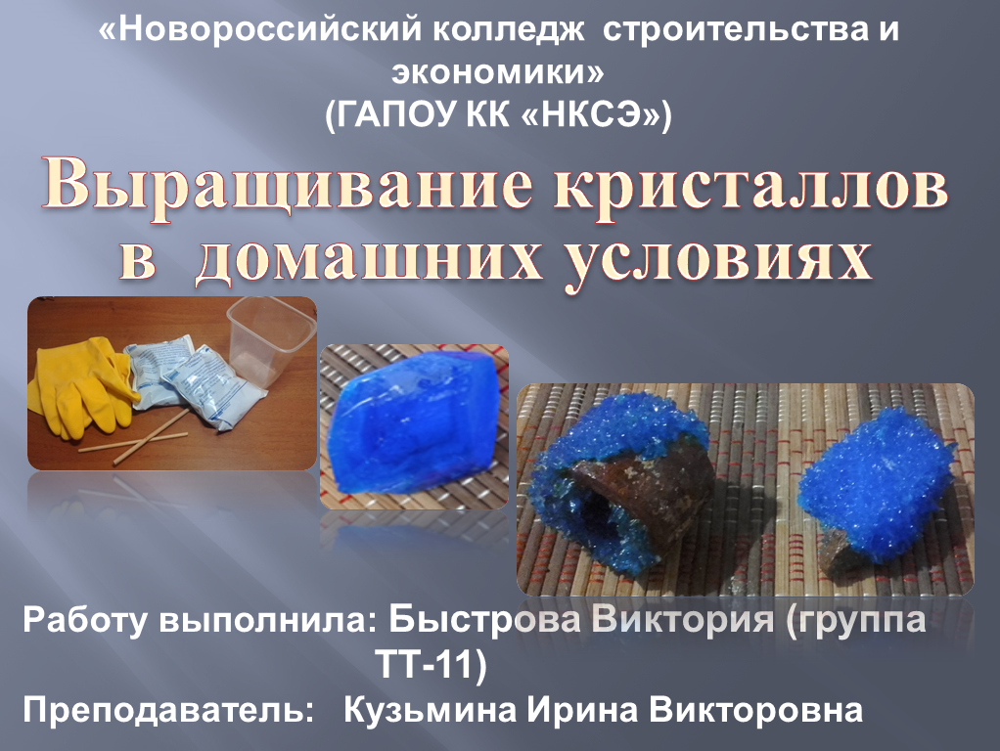 «Новороссийский колледж строительства и
экономики»
(ГАПОУ КК «НКСЭ»)
Выращивание кристаллов
в домашних условиях
Работу выполнила: Быстрова Виктория (группа
ТТ-11)
Преподаватель: Кузьмина Ирина Викторовна